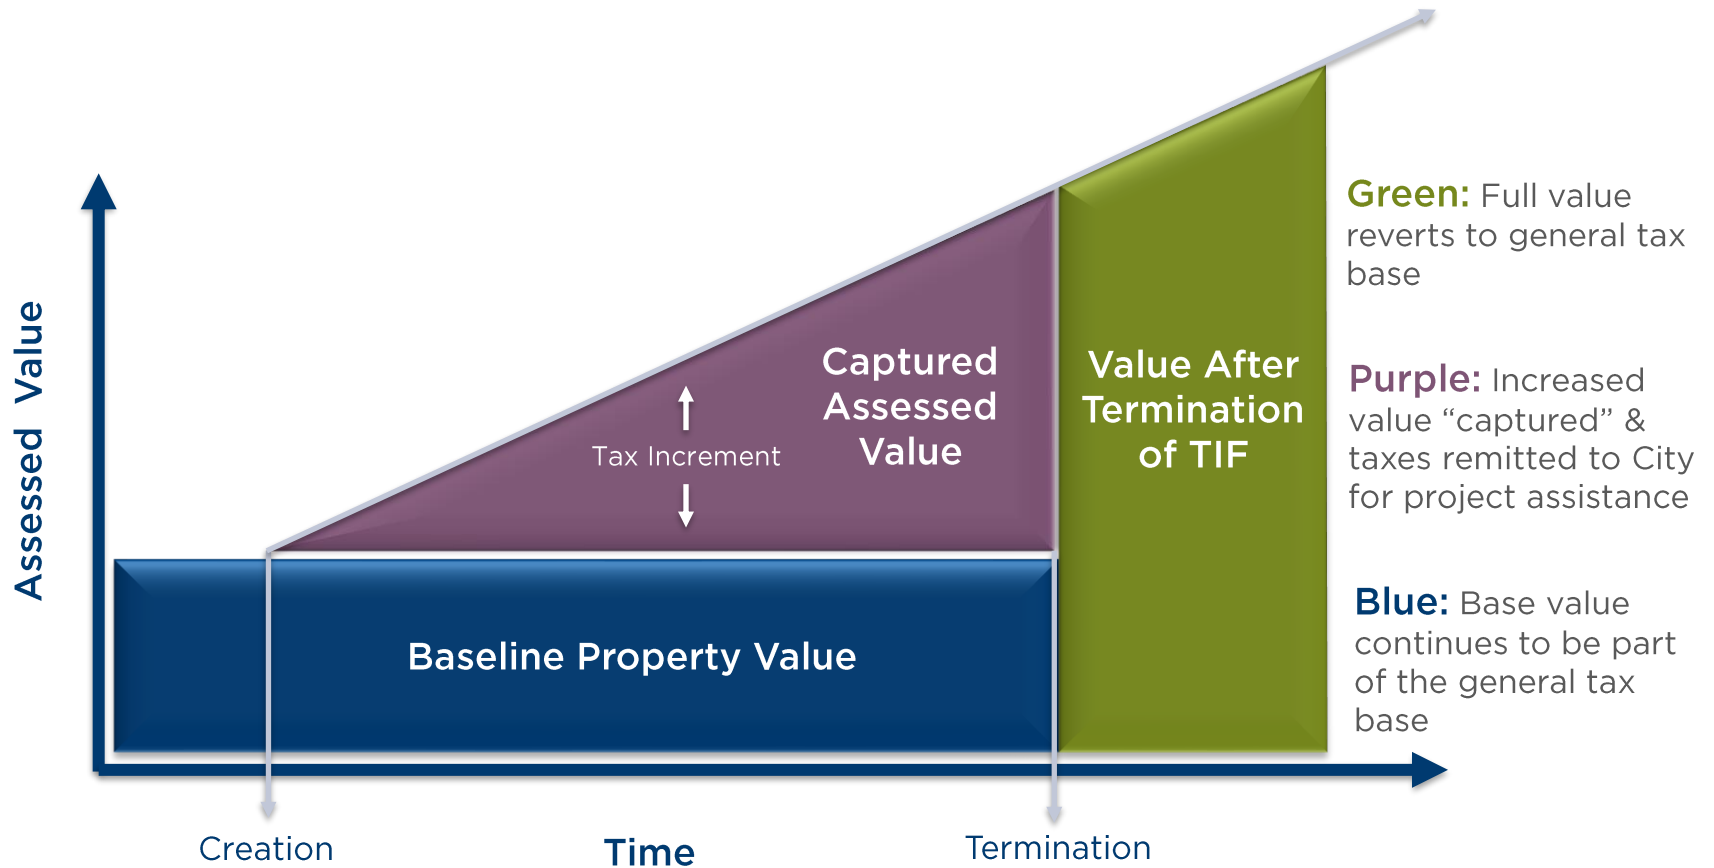 Assessed Value
Captured
Assessed
Value
Tax Increment
Value After
Termination
of TIF
Baseline Property Value
Green: Full value
reverts to general tax
base
Purple: Increased
value “captured” &
taxes remitted to City
for project assistance
Blue: Base value
continues to be part
of the general tax
base
Creation
Time
Termination